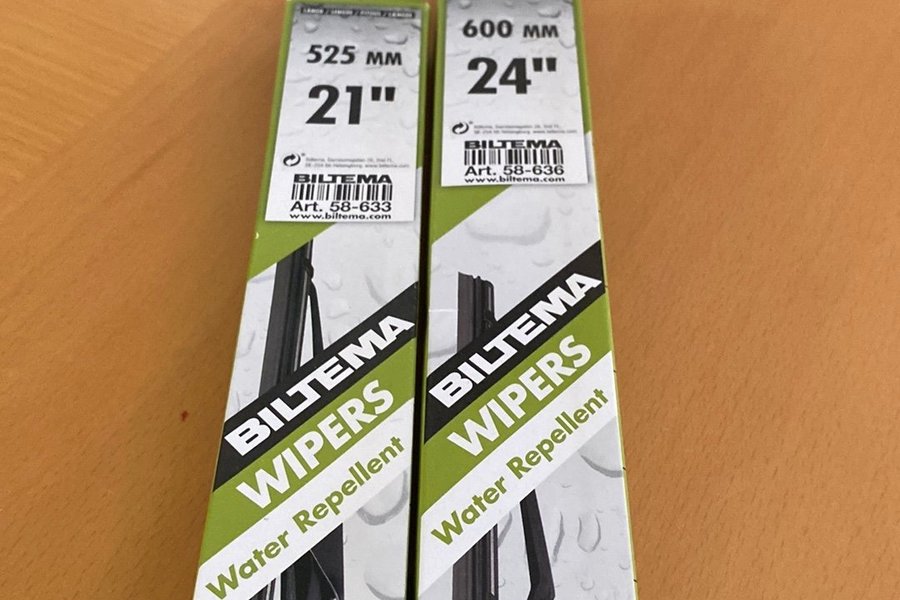 525 MM
21"
BILTEMA
Art. 58-633
www.biltema.com
BILTEMA
WIPERS
Water Repellent
600 MM
24"
BILTEMA
Art. 58-636
www.biltema.com
BILTEMA
WIPERS
Water Repellent